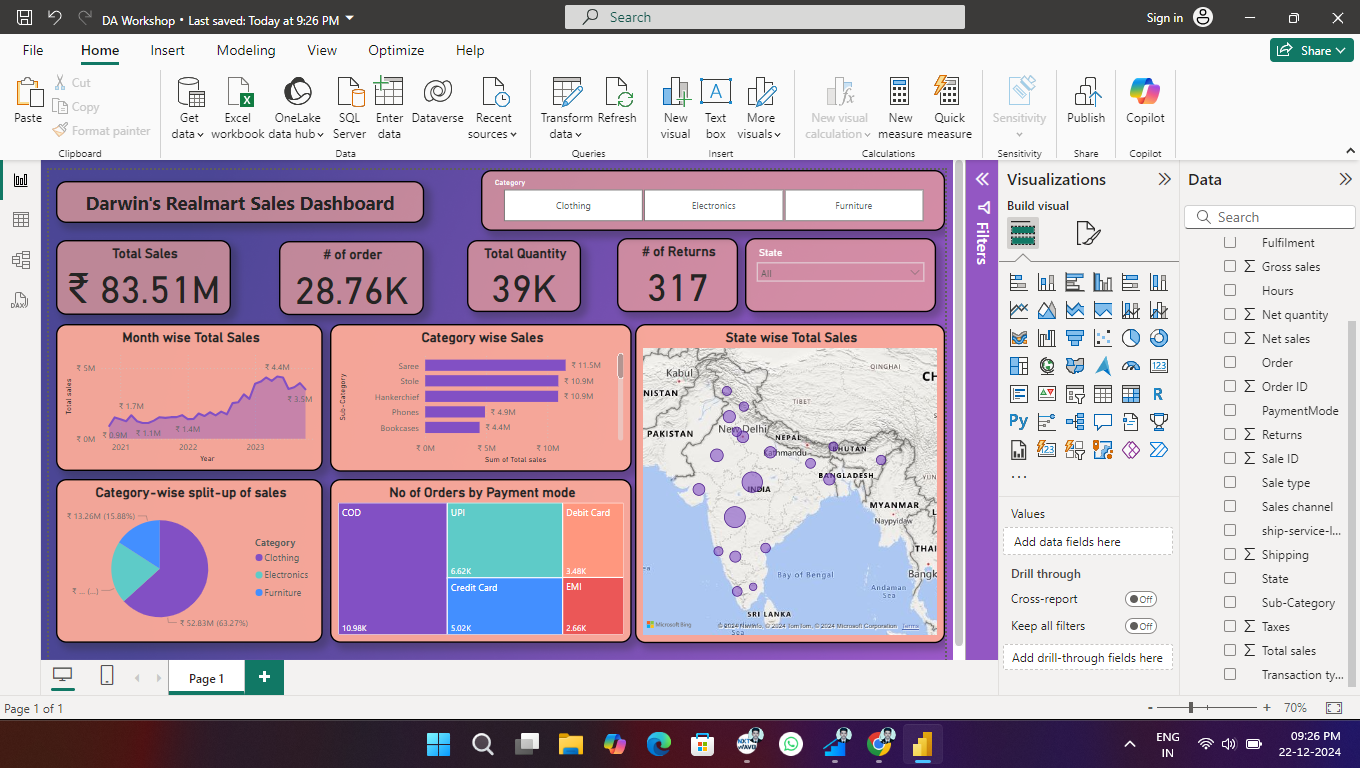 DA Workshop • Last saved: Today at 9:26 PM
Search
Sign in
File Home Insert Modeling View Optimize Help
Share
Paste
Cut
Copy
Format painter
Get data
Excel workbook
OneLake data hub
SQL Server
Enter data
Dataverse
Recent sources
Transform data
Refresh
New visual
Text box
More visuals
New visual calculation
New measure
Quick measure
Sensitivity
Publish
Copilot
Clipboard
Data
Queries
Insert
Calculations
Sensitivity
Share
Copilot
Darwin's Realmart Sales Dashboard
Category
Clothing
Electronics
Furniture
Total Sales
₹ 83.51M
# of order
28.76K
Total Quantity
39K
# of Returns
317
State
All
Month wise Total Sales
Total sales
₹ 5M
₹ 0M
₹ 0.9M
₹ 1.7M
₹ 1.1M
₹ 1.4M
₹ 4.4M
₹ 3.5M
2021 2022 2023
Year
Category wise Sales
Sub-Category
Saree ₹ 11.5M
Stole ₹ 10.9M
Hankerchief ₹ 10.9M
Phones ₹ 4.9M
Bookcases ₹ 4.4M
₹ 0M ₹ 5M ₹ 10M
Sum of Total sales
State wise Total Sales
Kabul
QINGHAI
CH
NISTAN
TIBET
PAKISTAN
New Delhi
NEPAL
Kathmandu
BHUTAN
BANGLADESH
INDIA
MYANMAR
Naypyidaw
THAI
Bangk
Bay of Bengal
Andaman Sea
SRI LANKA
Sea
Microsoft Bing
© 2024 TomTom, © 2024 Microsoft Corporation Terms
Category-wise split-up of sales
₹ 13.26M (15.88%)
₹ ... (...)
₹ 52.83M (63.27%)
Category
Clothing
Electronics
Furniture
No of Orders by Payment mode
COD
10.98K
UPI
6.62K
Credit Card
5.02K
Debit Card
3.48K
EMI
2.66K
Filters
Visualizations
Build visual
Values
Add data fields here
Drill through
Cross-report Off
Keep all filters Off
Add drill-through fields here
Data
Search
Fulfilment
Gross sales
Hours
Net quantity
Net sales
Order
Order ID
PaymentMode
Returns
Sale ID
Sale type
Sales channel
ship-service-l...
Shipping
State
Sub-Category
Taxes
Total sales
Transaction ty...
Page 1
Page 1 of 1
- + 70%
ENG
IN
09:26 PM
22-12-2024